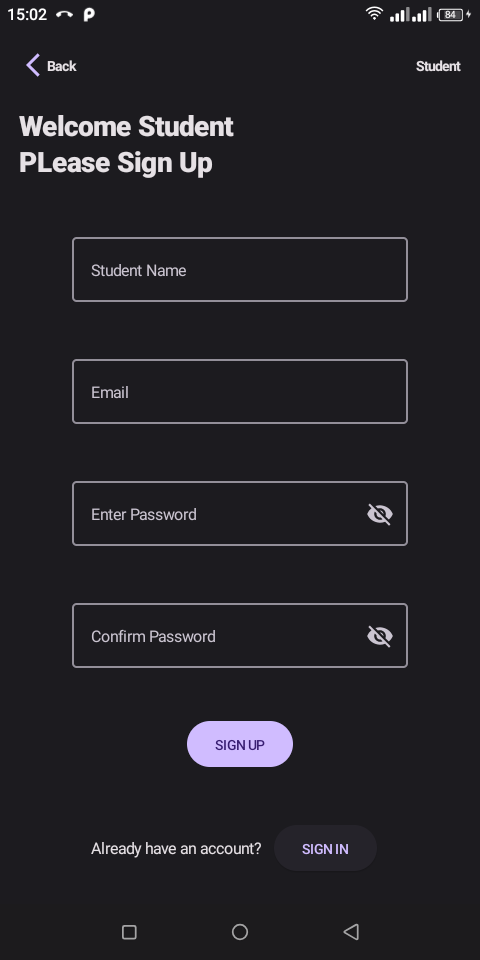 15:02
84
Back
Student
Welcome Student
PLease Sign Up
Student Name
Email
Enter Password
Confirm Password
SIGN UP
Already have an account?
SIGN IN